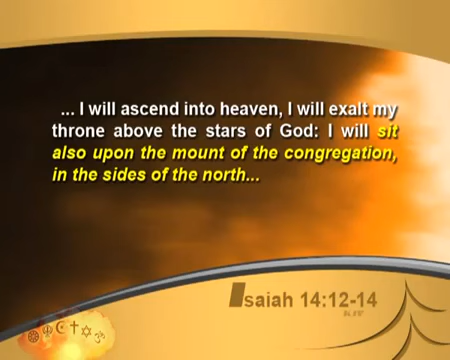 ... I will ascend into heaven, I will exalt my
throne above the stars of God: I will sit
also upon the mount of the congregation,
in the sides of the north...
Isaiah 14:12-14